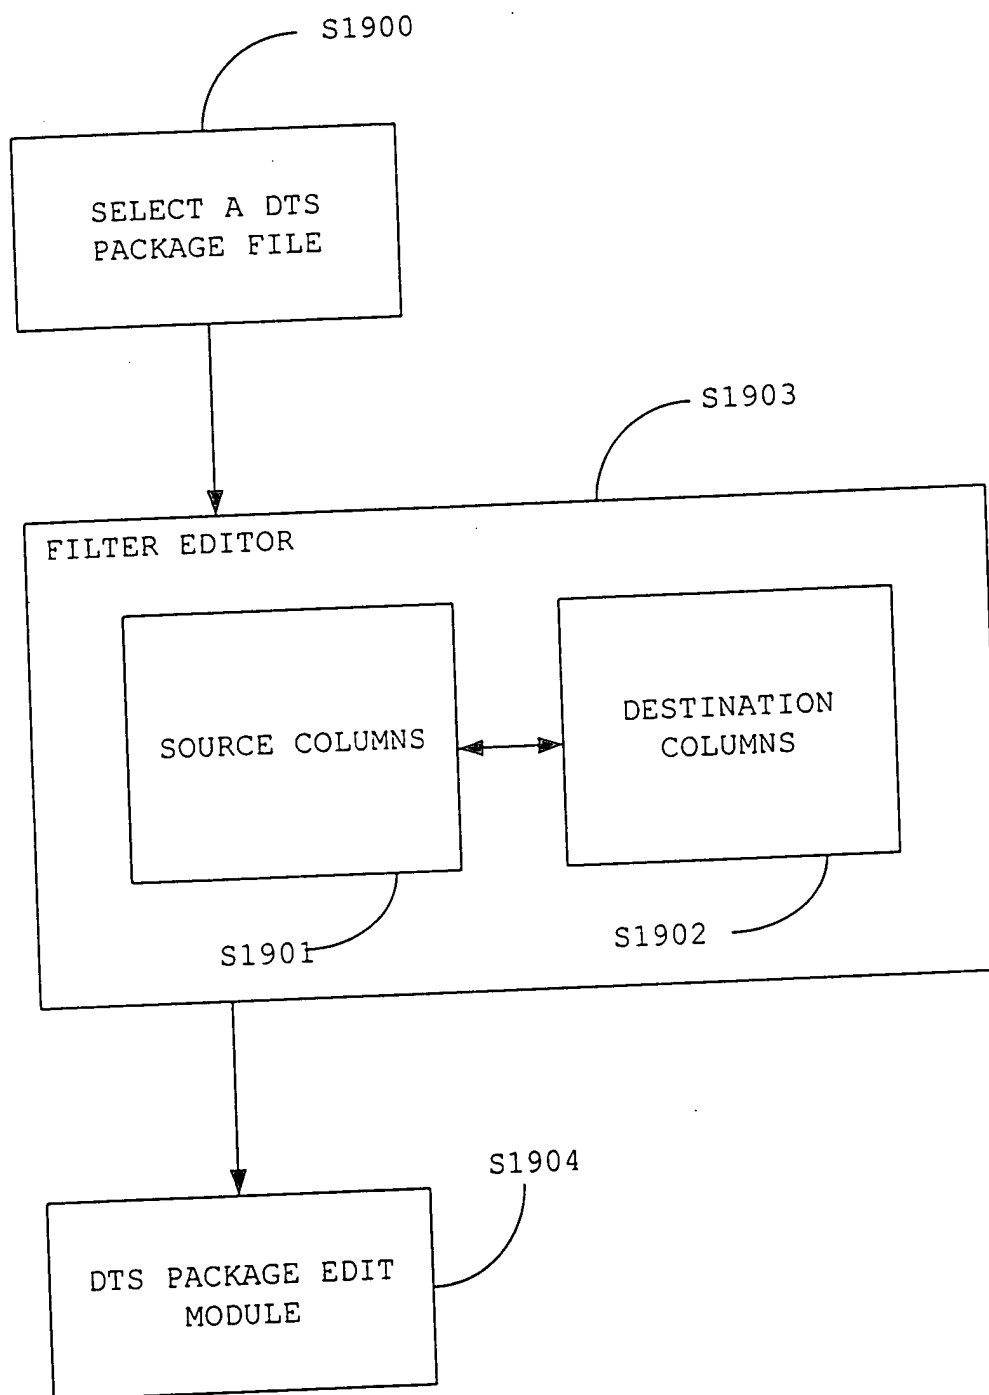 S1900
SELECT A DTS
PACKAGE FILE
S1903
FILTER EDITOR
SOURCE COLUMNS
DESTINATION
COLUMNS
S1901
S1902
S1904
DTS PACKAGE EDIT
MODULE